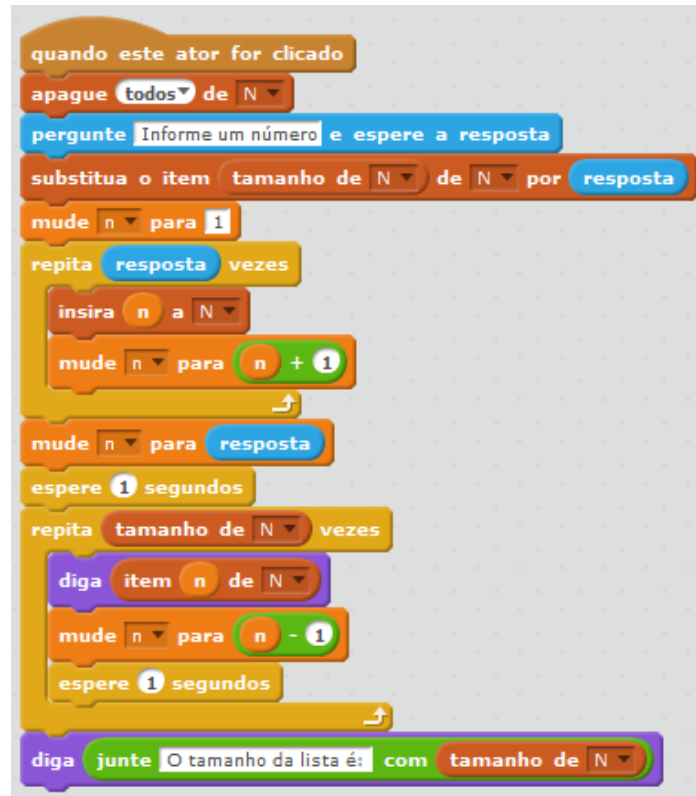 quando este ator for clicado
apague todos de N
pergunte Informe um número e espere a resposta
substitua o item tamanho de N de N por resposta
mude n para 1
repita resposta vezes
insira n a N
mude n para n + 1
mude n para resposta
espere 1 segundos
repita tamanho de N vezes
diga item n de N
mude n para n - 1
espere 1 segundos
diga junte O tamanho da lista é: com tamanho de N